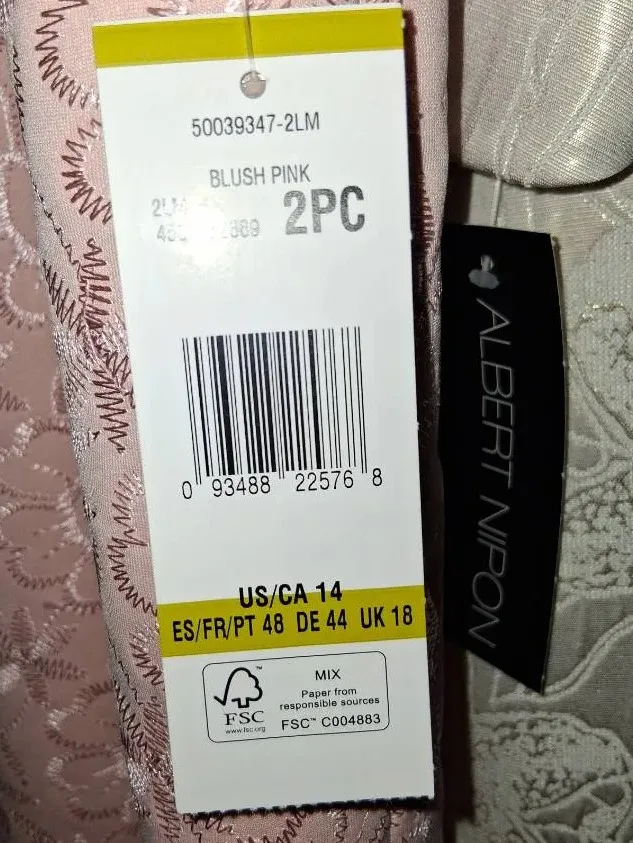 50039347-2LM
BLUSH PINK
2PC
0 93488 22576 8
US/CA 14
ES/FR/PT 48 DE 44 UK 18
FSC™
www.fsc.org
MIX
Paper from
responsible sources
FSC™ C004883
ALBERT NIPON